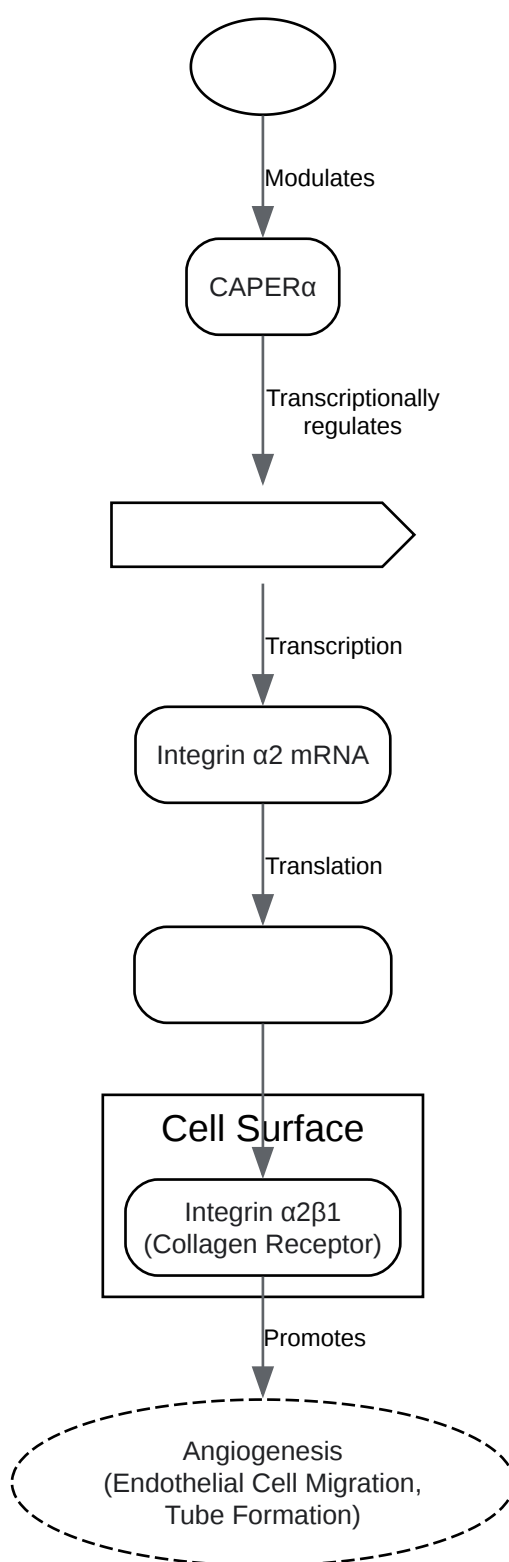 Modulates
CAPERα
Transcriptionally
regulates
Transcription
Integrin α2 mRNA
Translation
Cell Surface
Integrin α2β1
(Collagen Receptor)
Promotes
Angiogenesis
(Endothelial Cell Migration,
Tube Formation)